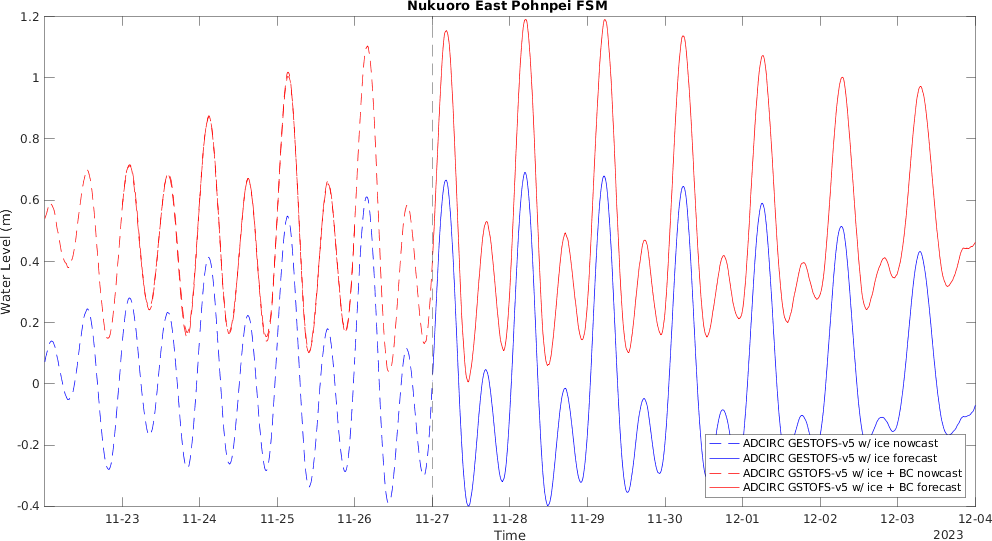 Nukuoro East Pohnpei FSM
1.2
1
0.8
0.6
0.4
0.2
0
-0.2
-0.4
Water Level (m)
ADCIRC GESTOFS-v5 w/ ice nowcast
ADCIRC GESTOFS-v5 w/ ice forecast
ADCIRC GSTOFS-v5 w/ ice + BC nowcast
ADCIRC GSTOFS-v5 w/ ice + BC forecast
11-23 11-24 11-25 11-26 11-27 11-28 11-29 11-30 12-01 12-02 12-03 12-04
Time
2023